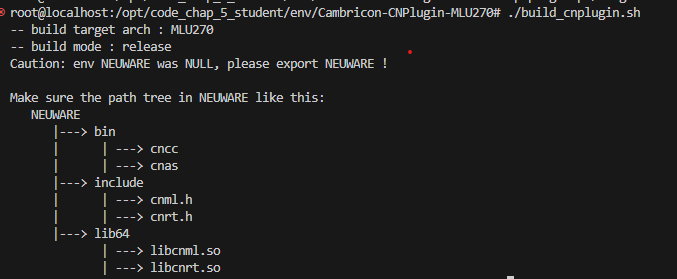 root@localhost:/opt/code_chap_5_student/env/Cambricon-CNPlugin-MLU270# ./build_cnplugin.sh
-- build target arch : MLU270
-- build mode : release
Caution: env NEUWARE was NULL, please export NEUWARE !
Make sure the path tree in NEUWARE like this:
NEUWARE
|---> bin
| | ---> cncc
| | ---> cnas
|---> include
| | ---> cnml.h
| | ---> cnrt.h
|---> lib64
| ---> libcnml.so
| ---> libcnrt.so